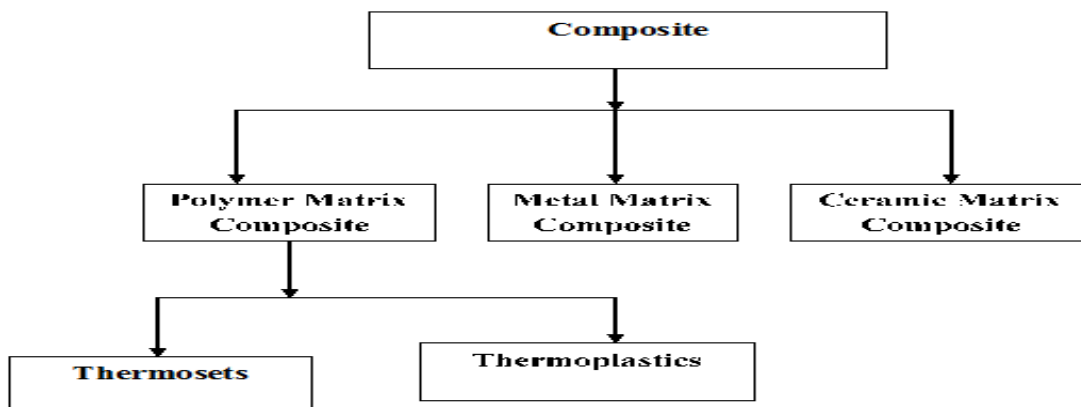 Composite
Polymer Matrix
Composite
Metal Matrix
Composite
Ceramic Matrix
Composite
Thermosets
Thermoplastics